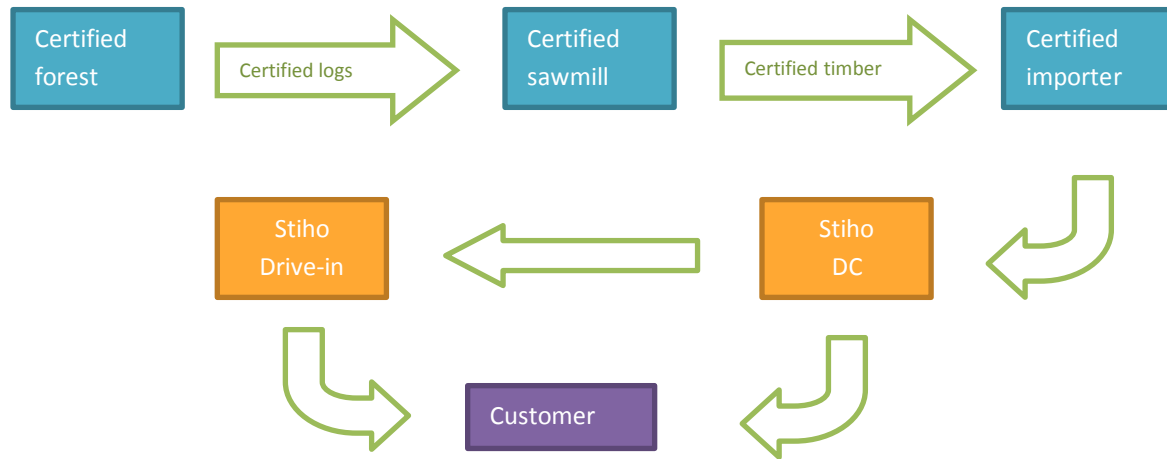 Certified
forest
Certified logs
Certified
sawmill
Certified timber
Certified
importer
Stiho
Drive-in
Stiho
DC
Customer